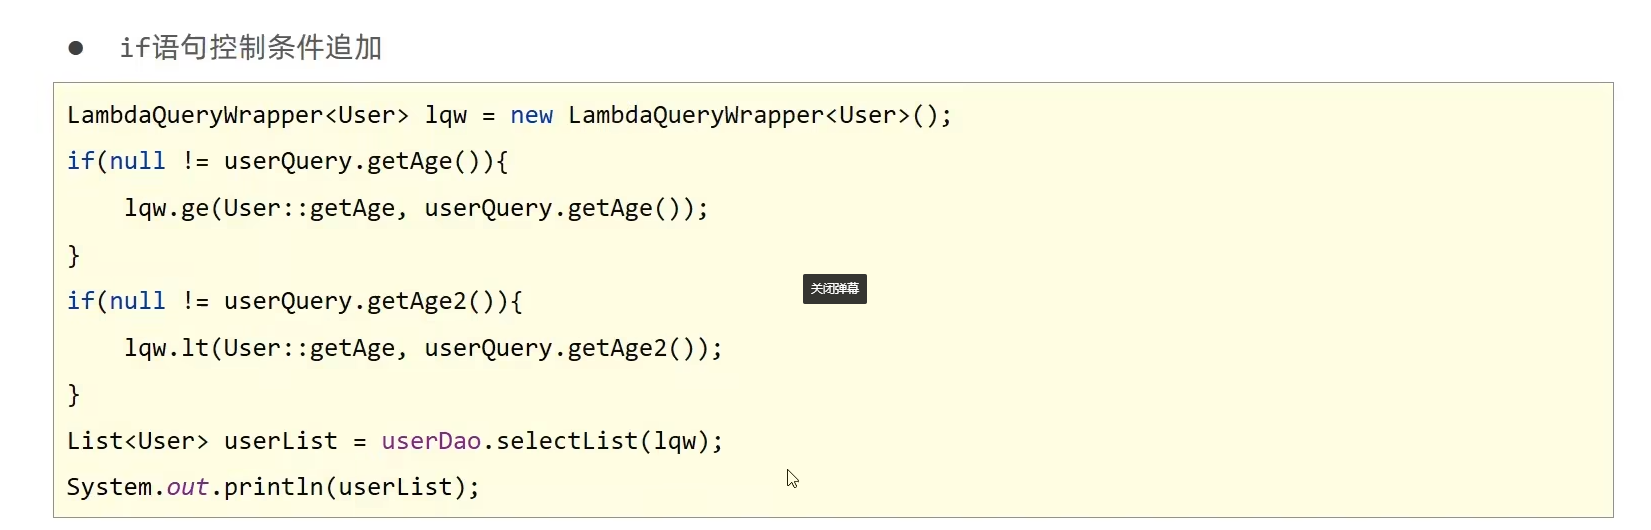 ● if语句控制条件追加
LambdaQueryWrapper<User> lqw = new LambdaQueryWrapper<User>();
if(null != userQuery.getAge()){
    lqw.ge(User::getAge, userQuery.getAge());
}
if(null != userQuery.getAge2()){
    lqw.lt(User::getAge, userQuery.getAge2());
}
List<User> userList = userDao.selectList(lqw);
System.out.println(userList);
关闭弹幕